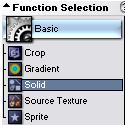 Function Selection
Basic
Crop
Gradient
Solid
Source Texture
Sprite